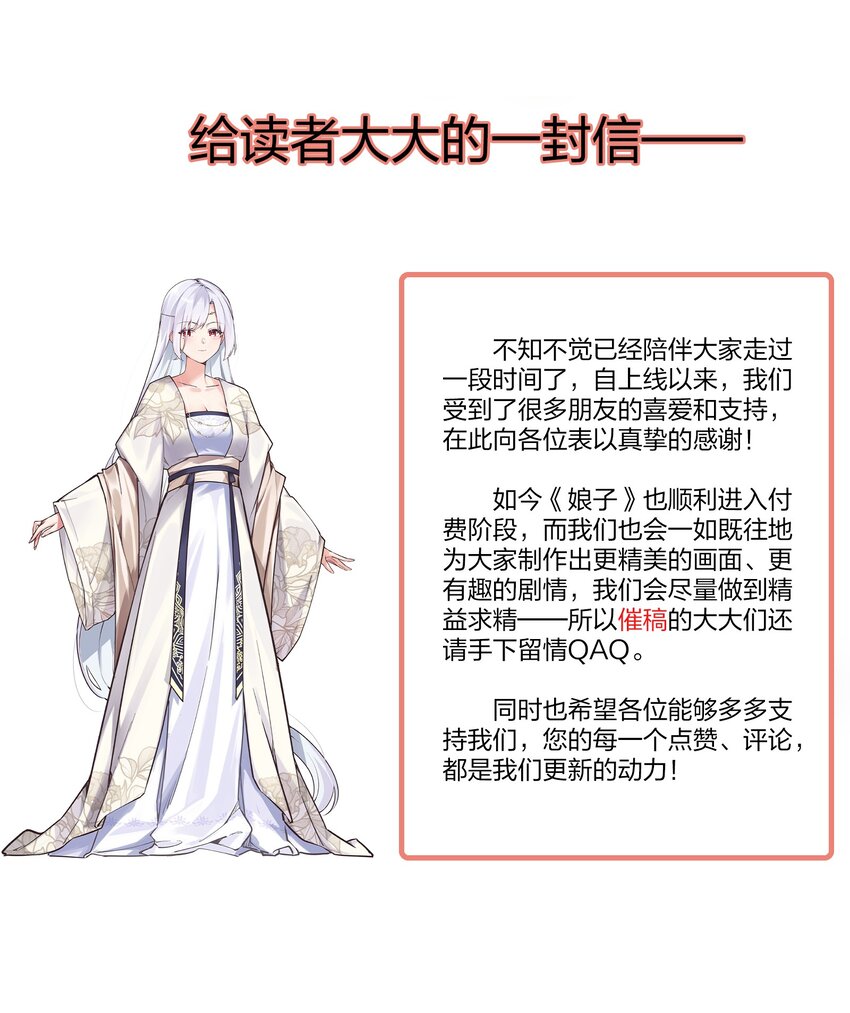 给读者大大的一封信——
不知不觉已经陪伴大家走过
一段时间了，自上线以来，我们
受到了很多朋友的喜爱和支持，
在此向各位表以真挚的感谢！
如今《娘子》也顺利进入付
费阶段，而我们也会一如既往地
为大家制作出更精美的画面、更
有趣的剧情，我们会尽量做到精
益求精——所以催稿的大大们还
请手下留情QAQ。
同时也希望各位能够多多支
持我们，您的每一个点赞、评论，
都是我们更新的动力！